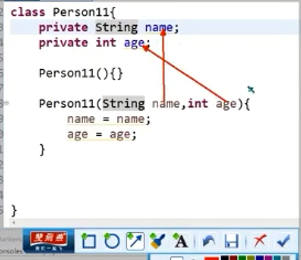 class Person11{
private String name;
private int age;
Person11(){}
Person11(String name,int age){
name = name;
age = age;
}
}
A